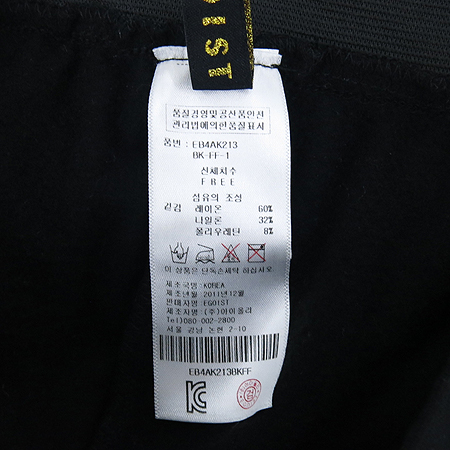 OIST
품질경영및공산품안전
관리법에의한품질표시
품번 : EB4AK213
BK-FF-1
신체치수
FREE
섬유의 조성
겉감 레이온 60%
나일론 32%
폴리우레탄 8%
이 상품은 단독손세탁 하십시오
제조국명:KOREA
제조년월 : 2011년12월
판매자명 : EGOIST
제조자명 : (주)아이올리
Tel)080-002-2800
서울 강남 논현 2-10
EB4AK213BKFF